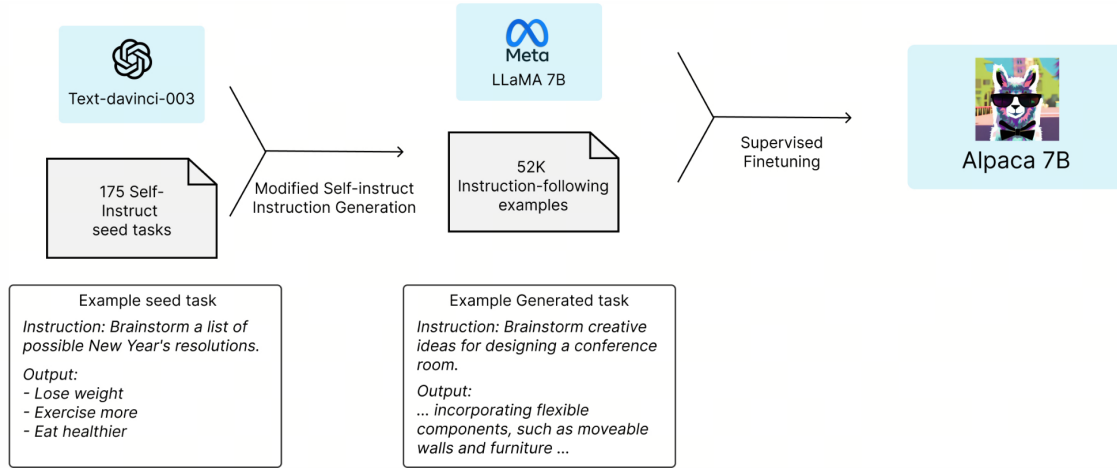 Text-davinci-003
175 Self-
Instruct
seed tasks
Modified Self-instruct
Instruction Generation
Meta
LLaMA 7B
52K
Instruction-following
examples
Supervised
Finetuning
Alpaca 7B
Example seed task
Instruction: Brainstorm a list of
possible New Year's resolutions.
Output:
- Lose weight
- Exercise more
- Eat healthier
Example Generated task
Instruction: Brainstorm creative
ideas for designing a conference
room.
Output:
... incorporating flexible
components, such as moveable
walls and furniture ...